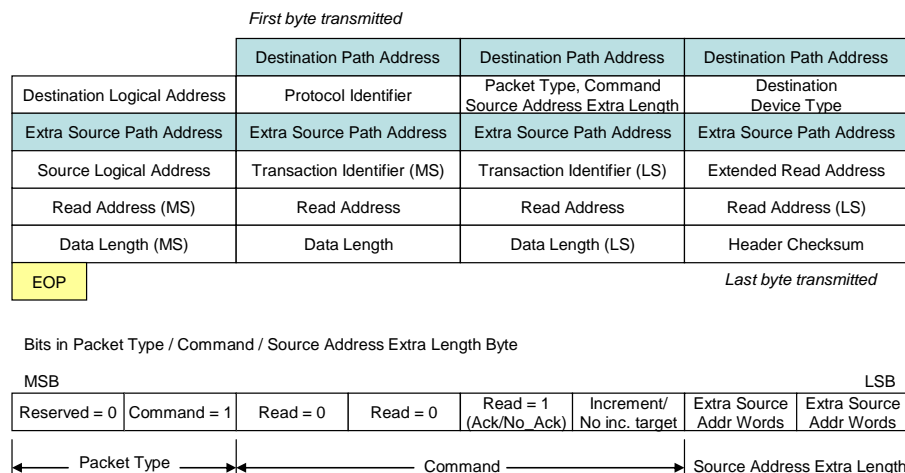 First byte transmitted
Destination Path Address Destination Path Address Destination Path Address
Destination Logical Address Protocol Identifier Packet Type, Command Source Address Extra Length Destination Device Type
Extra Source Path Address Extra Source Path Address Extra Source Path Address Extra Source Path Address
Source Logical Address Transaction Identifier (MS) Transaction Identifier (LS) Extended Read Address
Read Address (MS) Read Address Read Address Read Address (LS)
Data Length (MS) Data Length Data Length (LS) Header Checksum
EOP Last byte transmitted
Bits in Packet Type / Command / Source Address Extra Length Byte
MSB LSB
Reserved = 0 Command = 1 Read = 0 Read = 0 Read = 1 (Ack/No_Ack) Increment/ No inc. target Extra Source Addr Words Extra Source Addr Words
Packet Type Command Source Address Extra Length